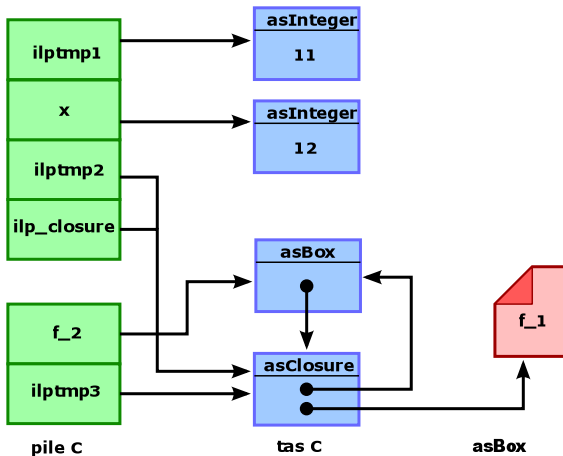 ilptmp1
x
ilptmp2
ilp_closure
f_2
ilptmp3
pile C
asInteger
11
asInteger
12
asBox
asClosure
tas C
f_1
asBox